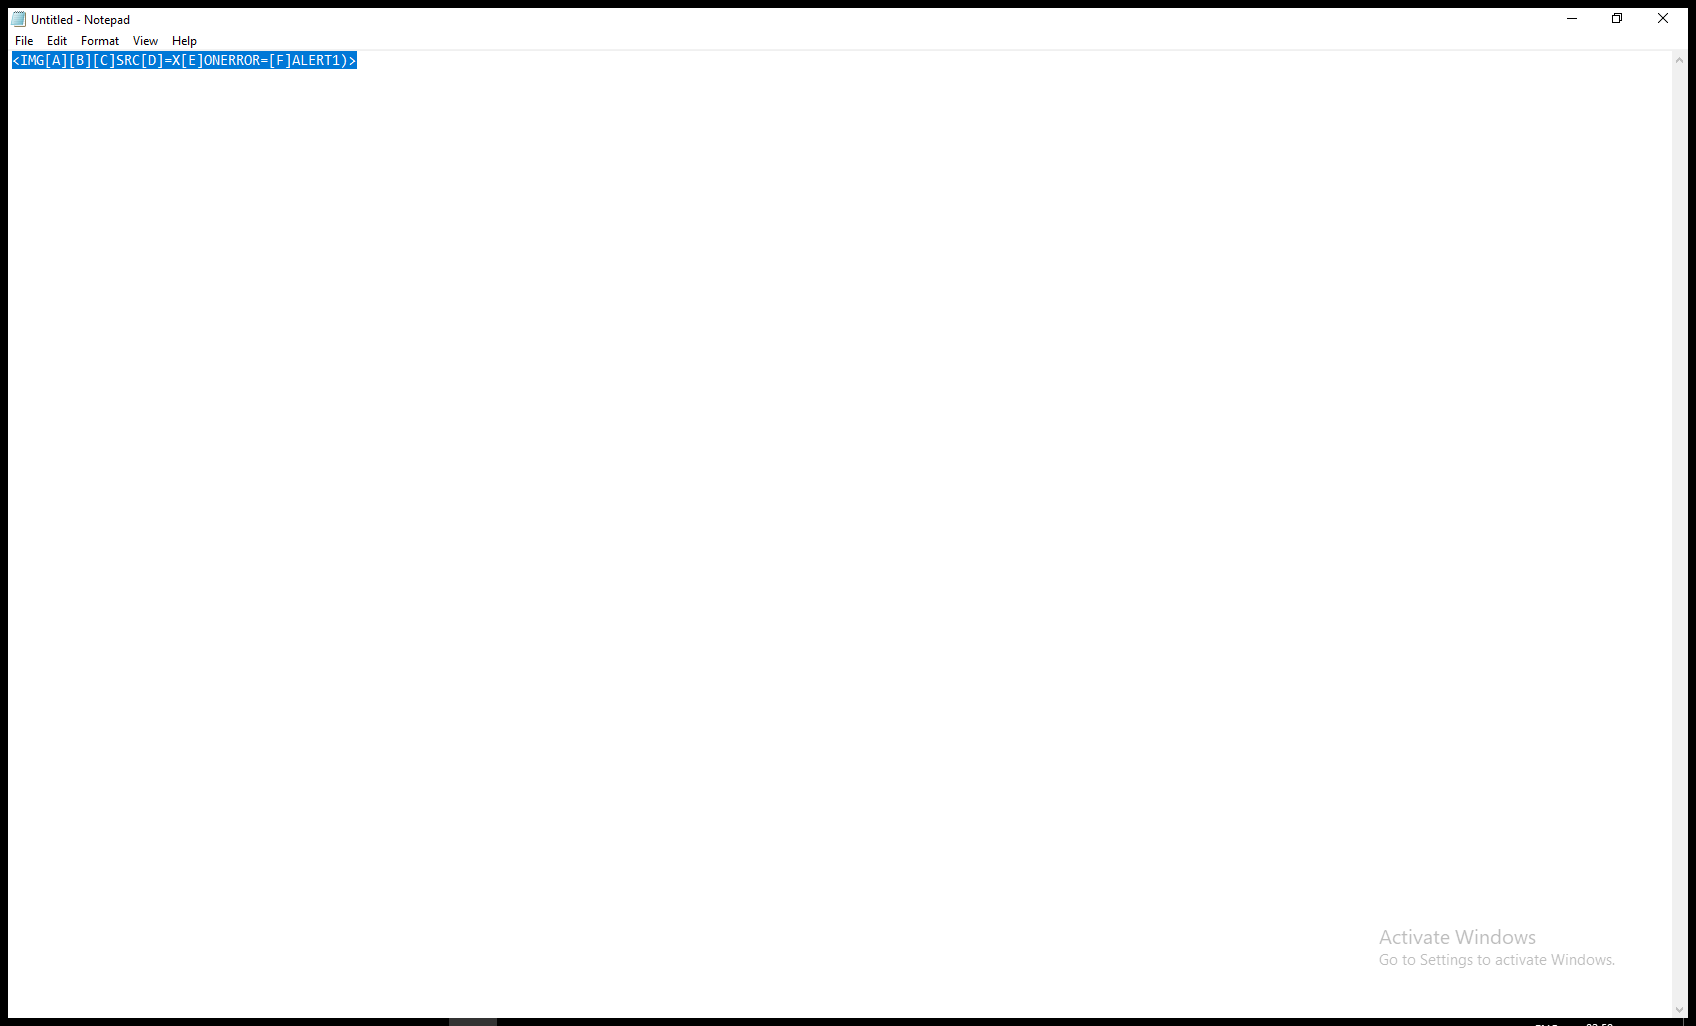 Untitled - Notepad
File Edit Format View Help
<IMG[A][B][C]SRC[D]=X[E]ONERROR=[F]ALERT1)>
Activate Windows
Go to Settings to activate Windows.